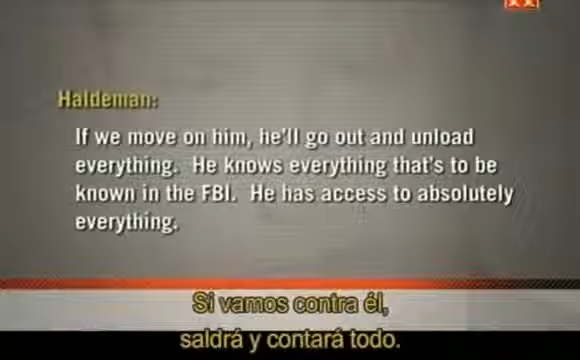 Haldeman:
If we move on him, he'll go out and unload
everything. He knows everything that's to be
known in the FBI. He has access to absolutely
everything.
Si vamos contra él,
saldrá y contará todo.